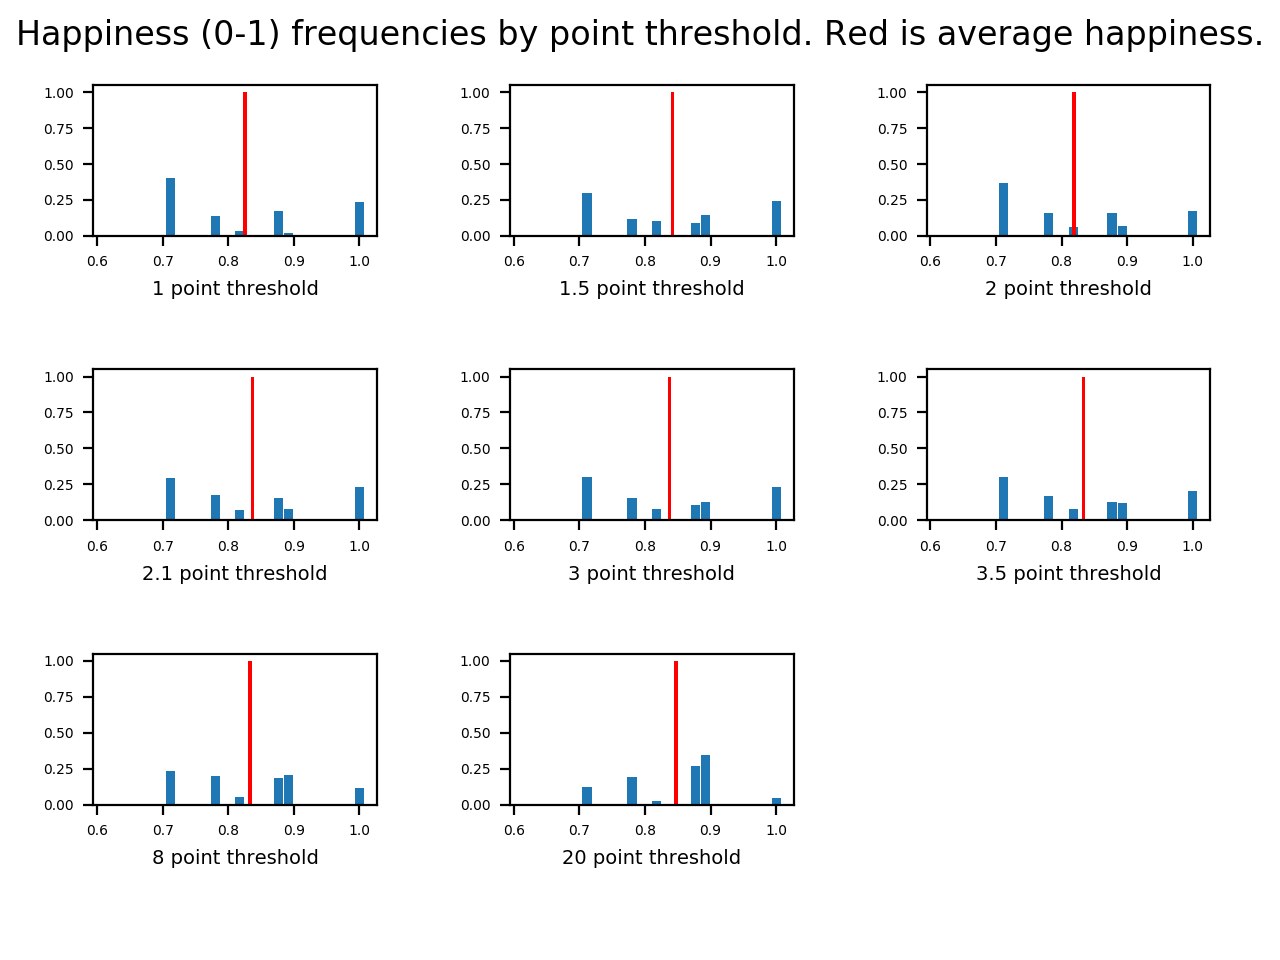 Happiness (0-1) frequencies by point threshold. Red is average happiness.
1.00 1.00 1.00
0.75 0.75 0.75
0.50 0.50 0.50
0.25 0.25 0.25
0.00 0.00 0.00
0.6 0.7 0.8 0.9 1.0 0.6 0.7 0.8 0.9 1.0 0.6 0.7 0.8 0.9 1.0
1 point threshold 1.5 point threshold 2 point threshold
1.00 1.00 1.00
0.75 0.75 0.75
0.50 0.50 0.50
0.25 0.25 0.25
0.00 0.00 0.00
0.6 0.7 0.8 0.9 1.0 0.6 0.7 0.8 0.9 1.0 0.6 0.7 0.8 0.9 1.0
2.1 point threshold 3 point threshold 3.5 point threshold
1.00 1.00
0.75 0.75
0.50 0.50
0.25 0.25
0.00 0.00
0.6 0.7 0.8 0.9 1.0 0.6 0.7 0.8 0.9 1.0
8 point threshold 20 point threshold